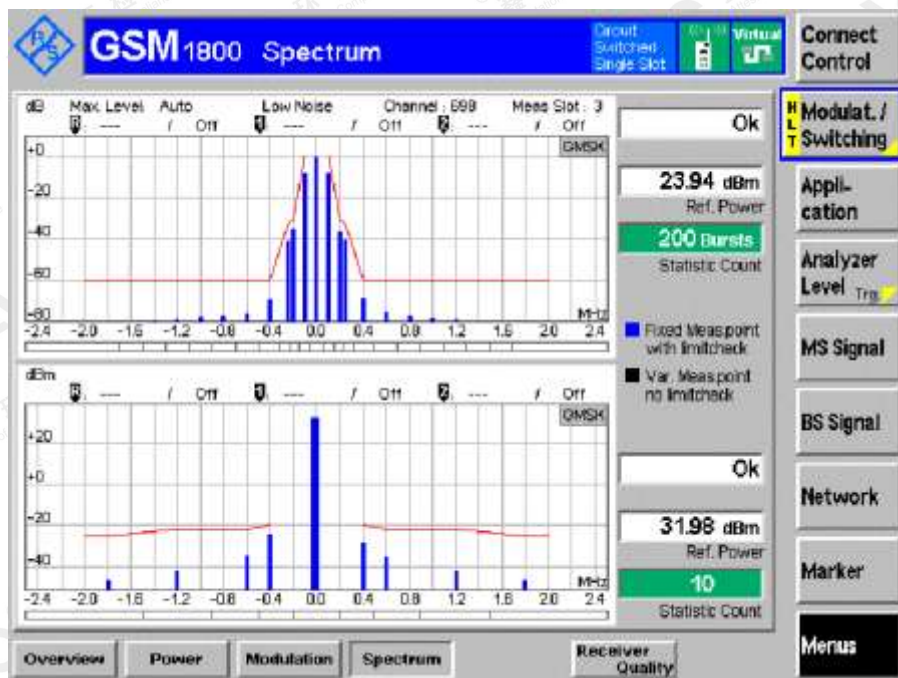 R/S
GSM 1800 Spectrum
Circuit
Switched
Single Slot
Virtual
Connect
Control
dB Max. Level Auto Low Noise Channel : 698 Meas Slot : 3
--- / Off --- / Off --- / Off
GMSK
+0
-20
-40
-60
-80
MHz
-2.4 -2.0 -1.6 -1.2 -0.8 -0.4 0.0 0.4 0.8 1.2 1.6 2.0 2.4
Ok
23.94 dBm
Ref. Power
200 Bursts
Statistic Count
Fixed Meas.point
with limitcheck
Var. Meas.point
no limitcheck
dBm
--- / Off --- / Off --- / Off
GMSK
+20
+0
-20
-40
MHz
-2.4 -2.0 -1.6 -1.2 -0.8 -0.4 0.0 0.4 0.8 1.2 1.6 2.0 2.4
Ok
31.98 dBm
Ref. Power
10
Statistic Count
HLT
Modulat. /
Switching
Appli-
cation
Analyzer
Level Trg.
MS Signal
BS Signal
Network
Marker
Menus
Overview Power Modulation Spectrum Receiver
Quality